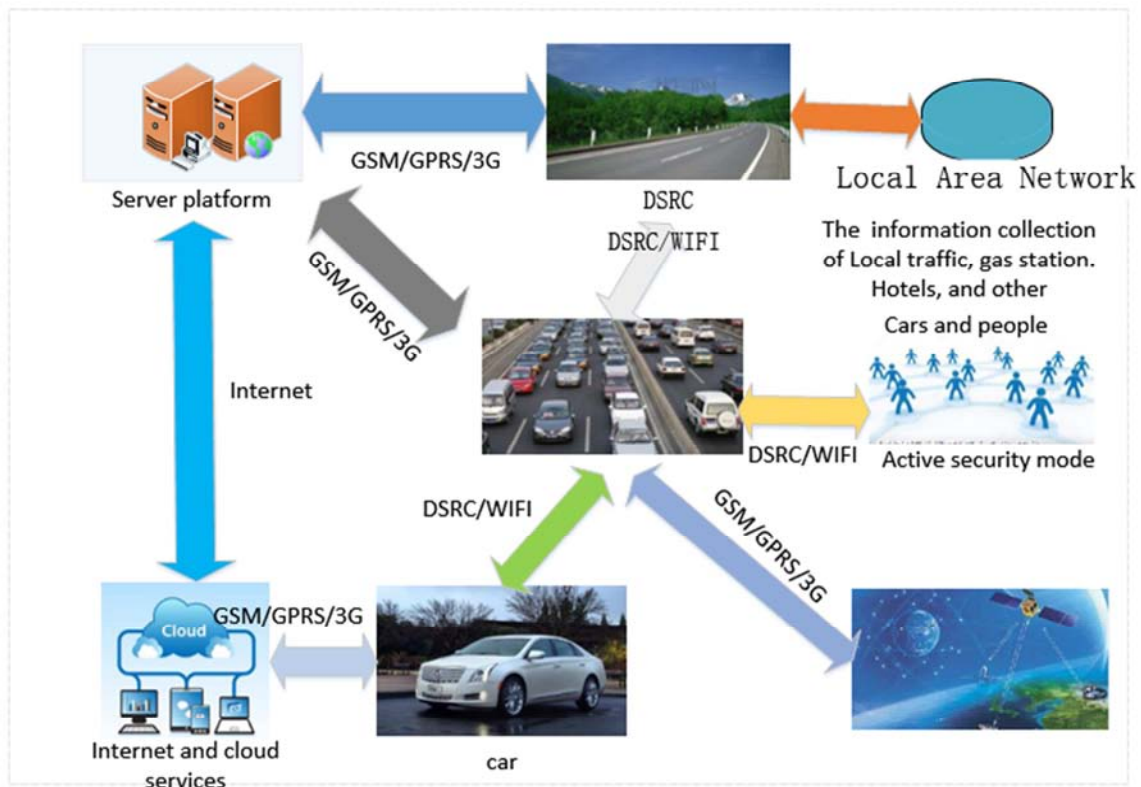 GSM/GPRS/3G
Server platform
DSRC
Local Area Network
DSRC/WIFI
The information collection
of Local traffic, gas station.
Hotels, and other
GSM/GPRS/3G
Cars and people
Internet
DSRC/WIFI
Active security mode
DSRC/WIFI
GSM/GPRS/3G
GSM/GPRS/3G
Cloud
Internet and cloud
services
car